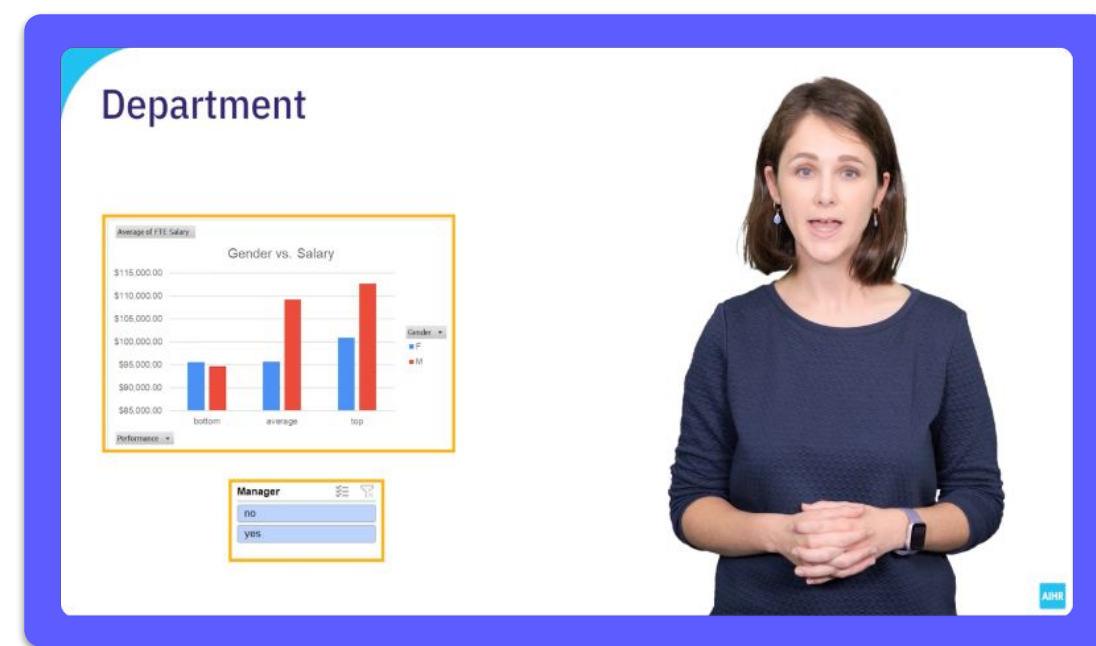 Department
Average of FTE Salary
Gender vs. Salary
$115,000.00
$110,000.00
$105,000.00
$100,000.00
$95,000.00
$90,000.00
$85,000.00
bottom average top
Gender
F
M
Performance
Manager
no
yes
AIHR